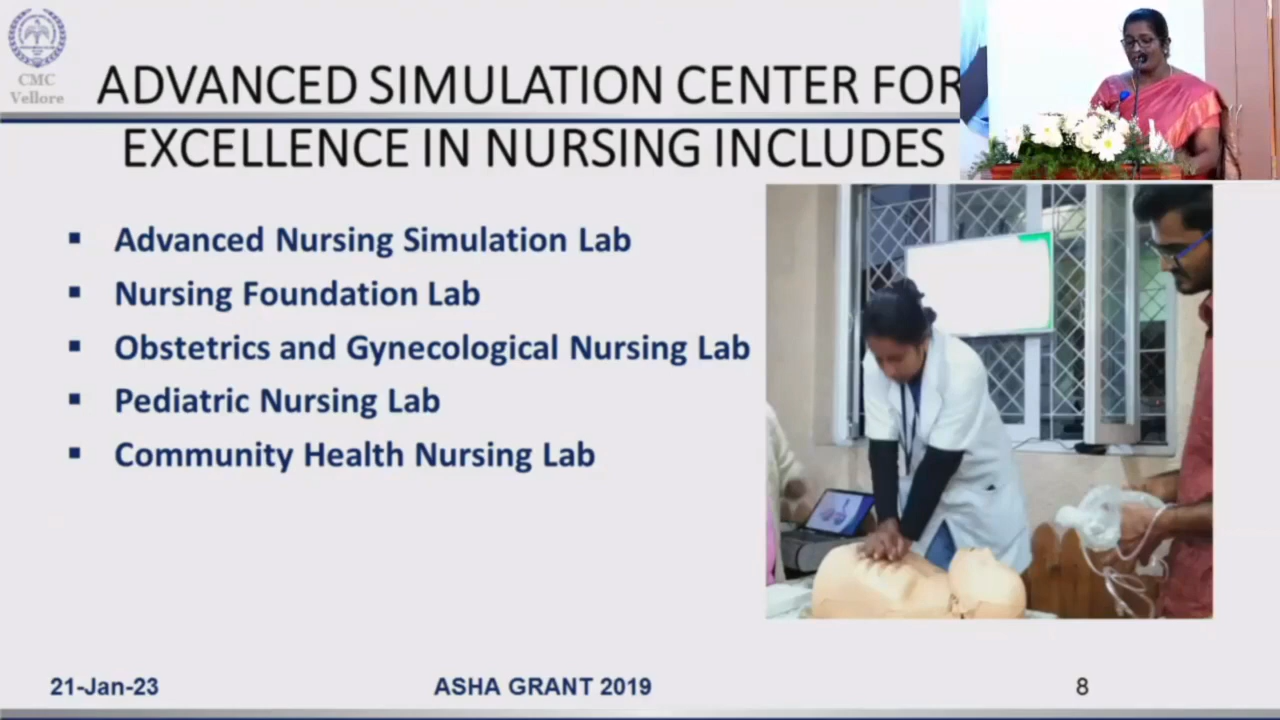 CMC
Vellore
ADVANCED SIMULATION CENTER FOR
EXCELLENCE IN NURSING INCLUDES
▪ Advanced Nursing Simulation Lab
▪ Nursing Foundation Lab
▪ Obstetrics and Gynecological Nursing Lab
▪ Pediatric Nursing Lab
▪ Community Health Nursing Lab
21-Jan-23
ASHA GRANT 2019
8